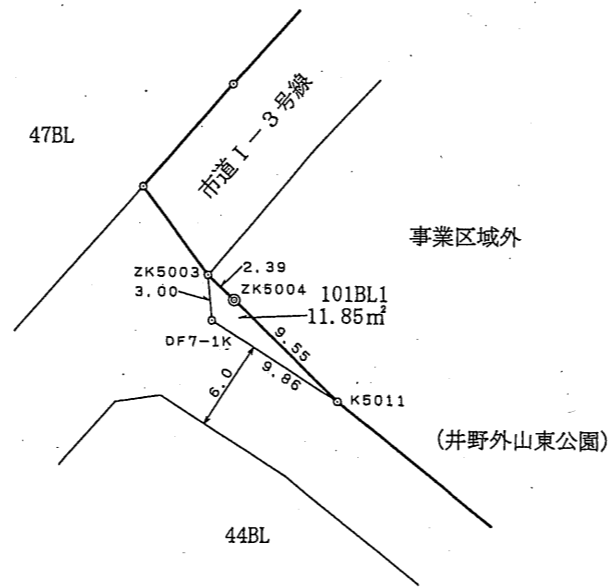 47BL
市道Ⅰ－３号線
事業区域外
ZK5003
2.39
3.00
ZK5004
101BL1
11.85㎡
DF7-1K
9.55
9.86
6.0
K5011
(井野外山東公園)
44BL